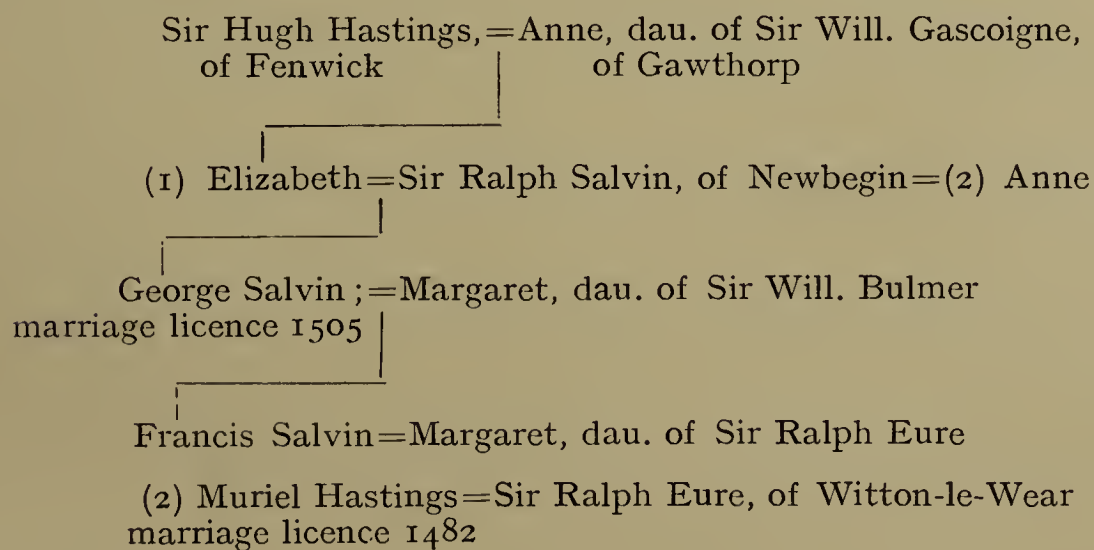 Sir Hugh Hastings,=Anne, dau. of Sir Will. Gascoigne,
of Fenwick of Gawthorp
(1) Elizabeth=Sir Ralph Salvin, of Newbegin=(2) Anne
George Salvin ;=Margaret, dau. of Sir Will. Bulmer
marriage licence 1505
Francis Salvin=Margaret, dau. of Sir Ralph Eure
(2) Muriel Hastings=Sir Ralph Eure, of Witton-le-Wear
marriage licence 1482